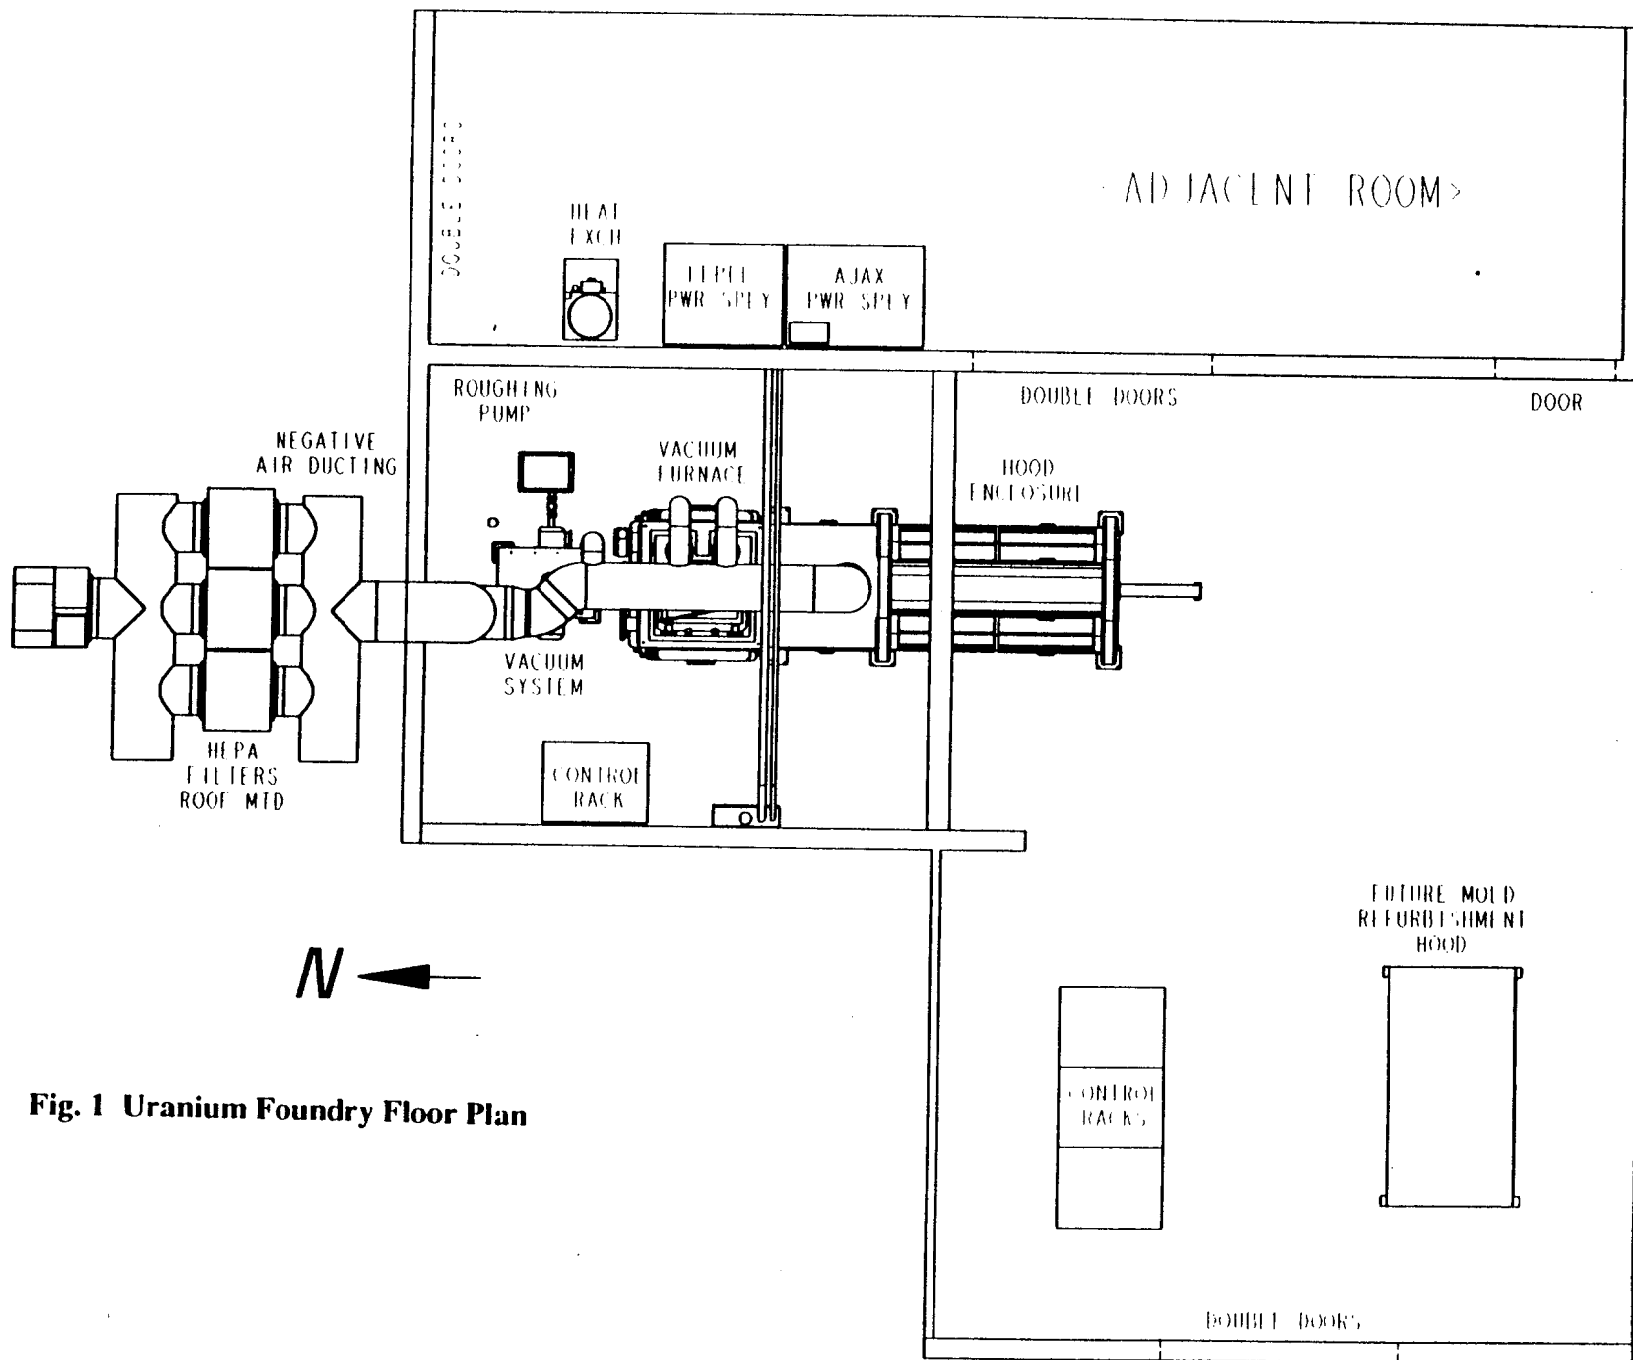 DOUBLE DOORS
ADJACENT ROOM>
HEAT
EXCH
LEPEL
PWR SPLY
AJAX
PWR SPLY
ROUGHING
PUMP
DOUBLE DOORS
DOOR
NEGATIVE
AIR DUCTING
VACUUM
FURNACE
HOOD
ENCLOSURE
VACUUM
SYSTEM
HEPA
FILTERS
ROOF MTD
CONTROL
RACK
FUTURE MOLD
REFURBISHMENT
HOOD
N
CONTROL
RACKS
Fig. 1 Uranium Foundry Floor Plan
DOUBLE DOORS